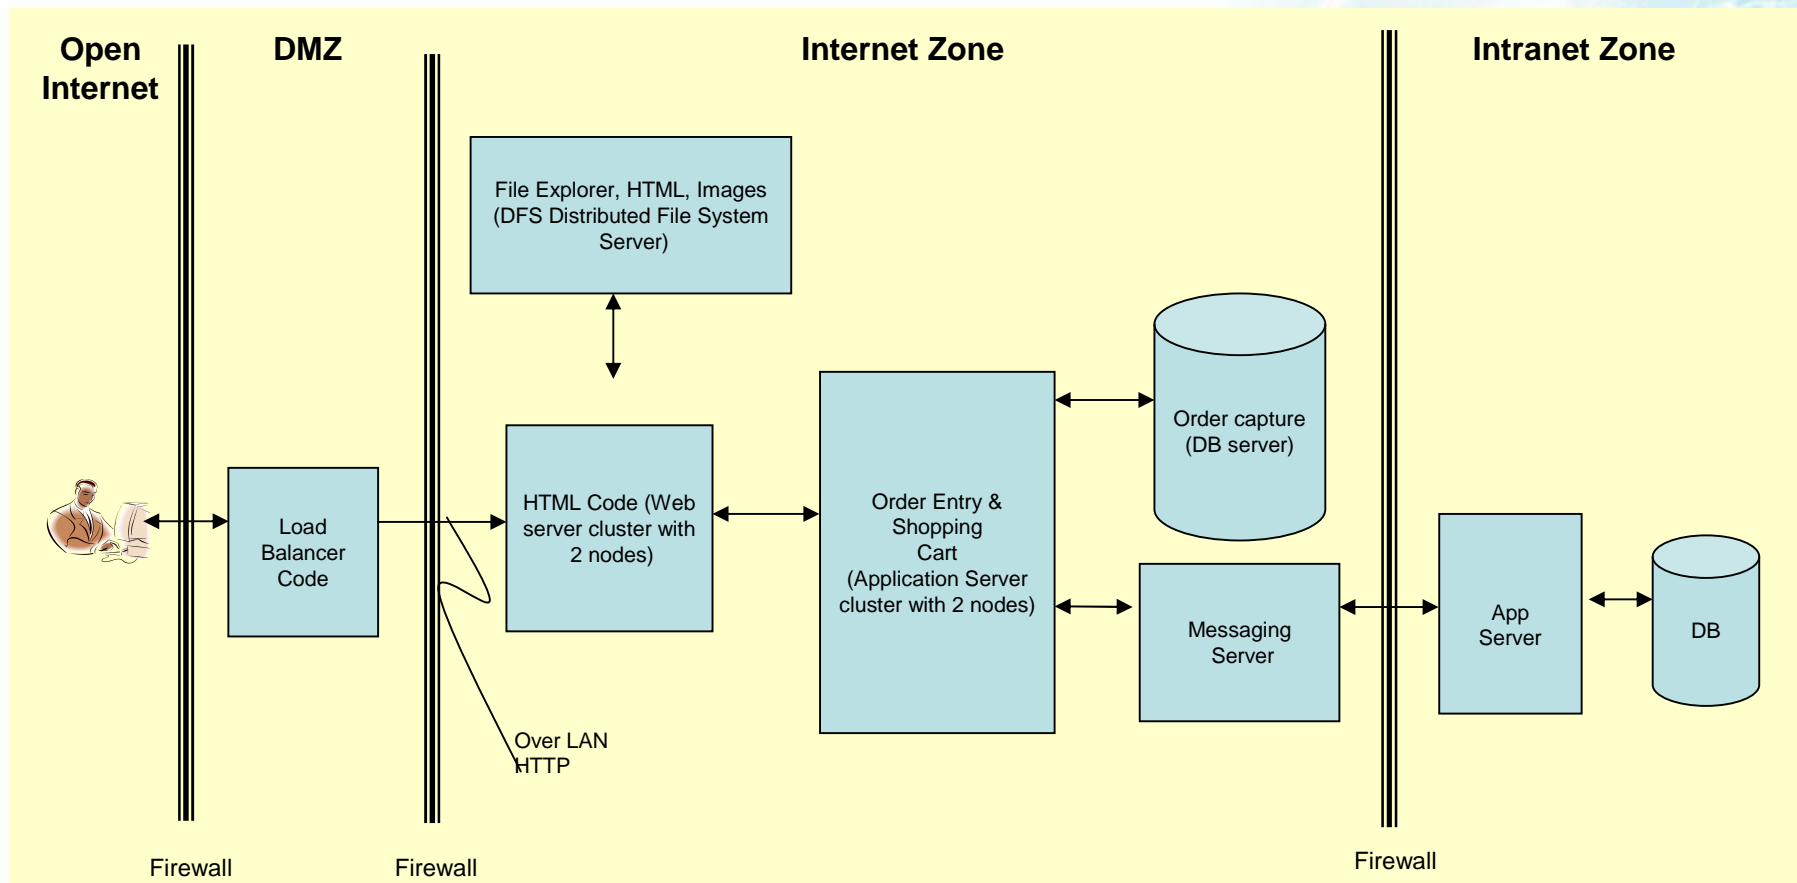 Open
Internet
DMZ
Internet Zone
Intranet Zone
File Explorer, HTML, Images
(DFS Distributed File System
Server)
Order capture
(DB server)
Load
Balancer
Code
HTML Code (Web
server cluster with
2 nodes)
Order Entry &
Shopping
Cart
(Application Server
cluster with 2 nodes)
Messaging
Server
App
Server
DB
Over LAN
HTTP
Firewall
Firewall
Firewall